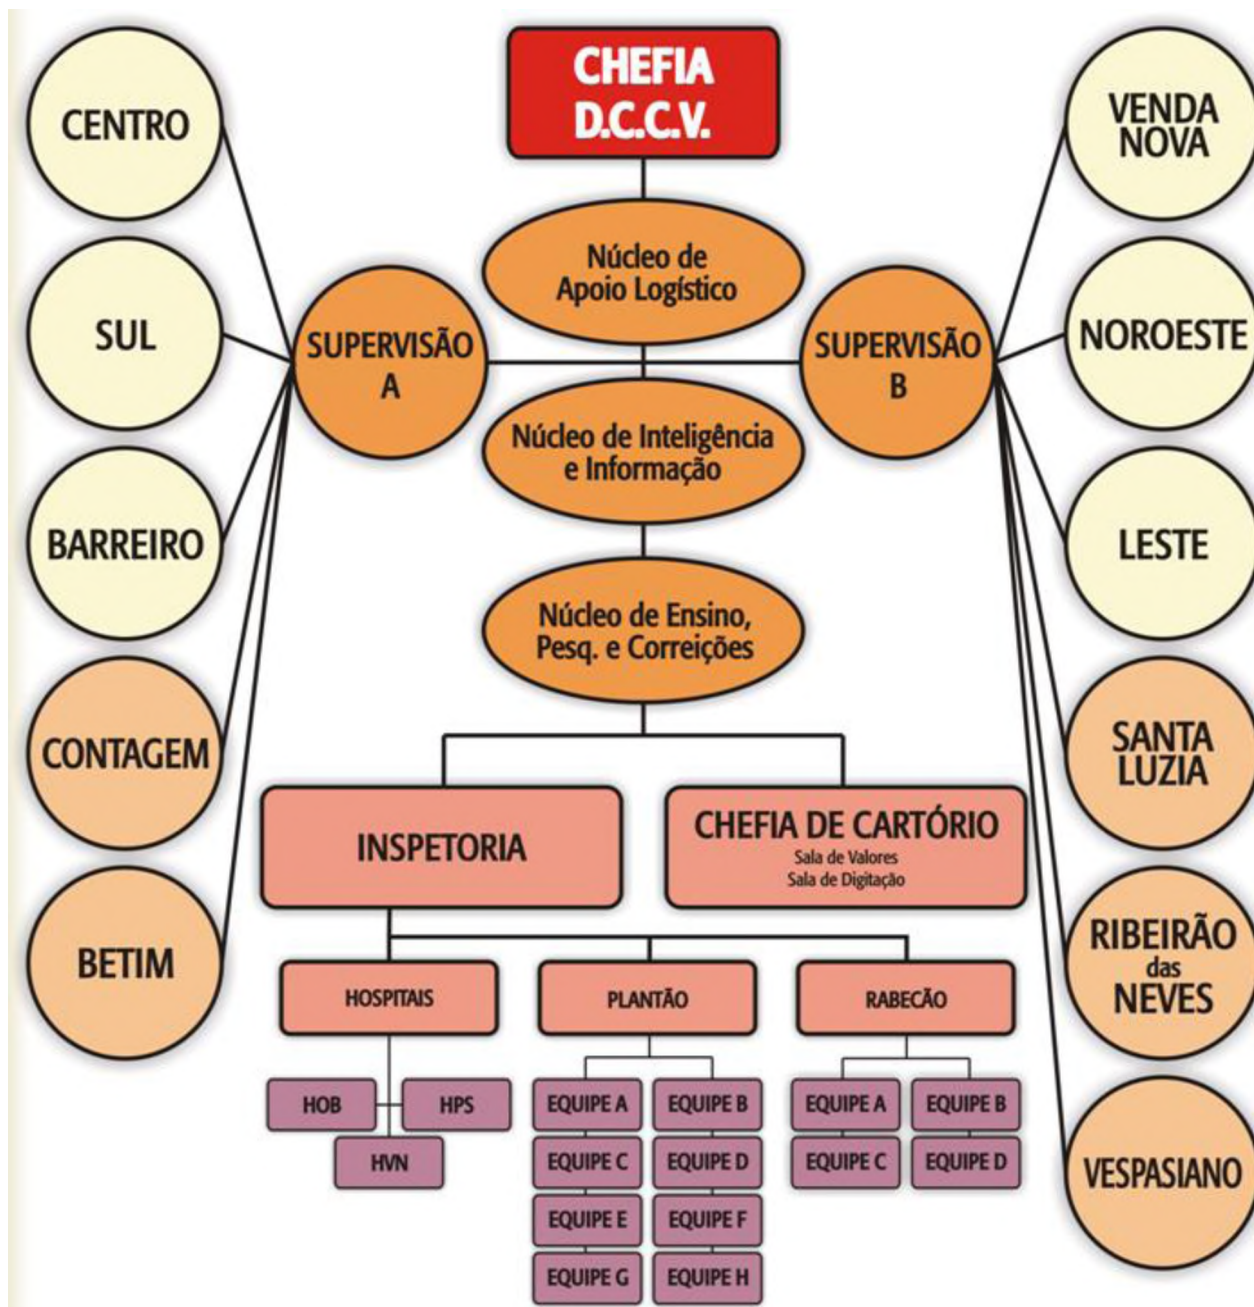 CHEFIA
D.C.C.V.
CENTRO
SUL
BARREIRO
CONTAGEM
BETIM
SUPERVISÃO
A
Núcleo de
Apoio Logístico
Núcleo de Inteligência
e Informação
Núcleo de Ensino,
Pesq. e Correições
SUPERVISÃO
B
VENDA
NOVA
NOROESTE
LESTE
SANTA
LUZIA
RIBEIRÃO
das
NEVES
VESPASIANO
INSPETORIA
CHEFIA DE CARTÓRIO
Sala de Valores
Sala de Digitação
HOSPITAIS
PLANTÃO
RABECÃO
HOB
HPS
HVN
EQUIPE A
EQUIPE B
EQUIPE C
EQUIPE D
EQUIPE E
EQUIPE F
EQUIPE G
EQUIPE H
EQUIPE A
EQUIPE B
EQUIPE C
EQUIPE D